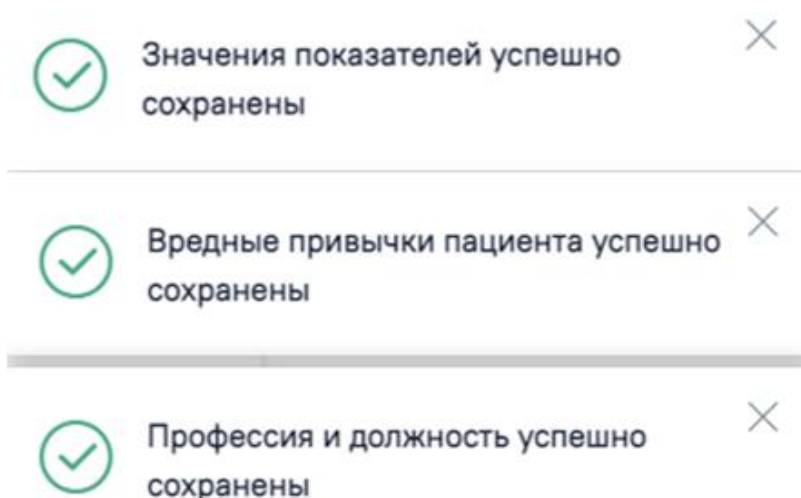 Значения показателей успешно
сохранены
Вредные привычки пациента успешно
сохранены
Профессия и должность успешно
сохранены